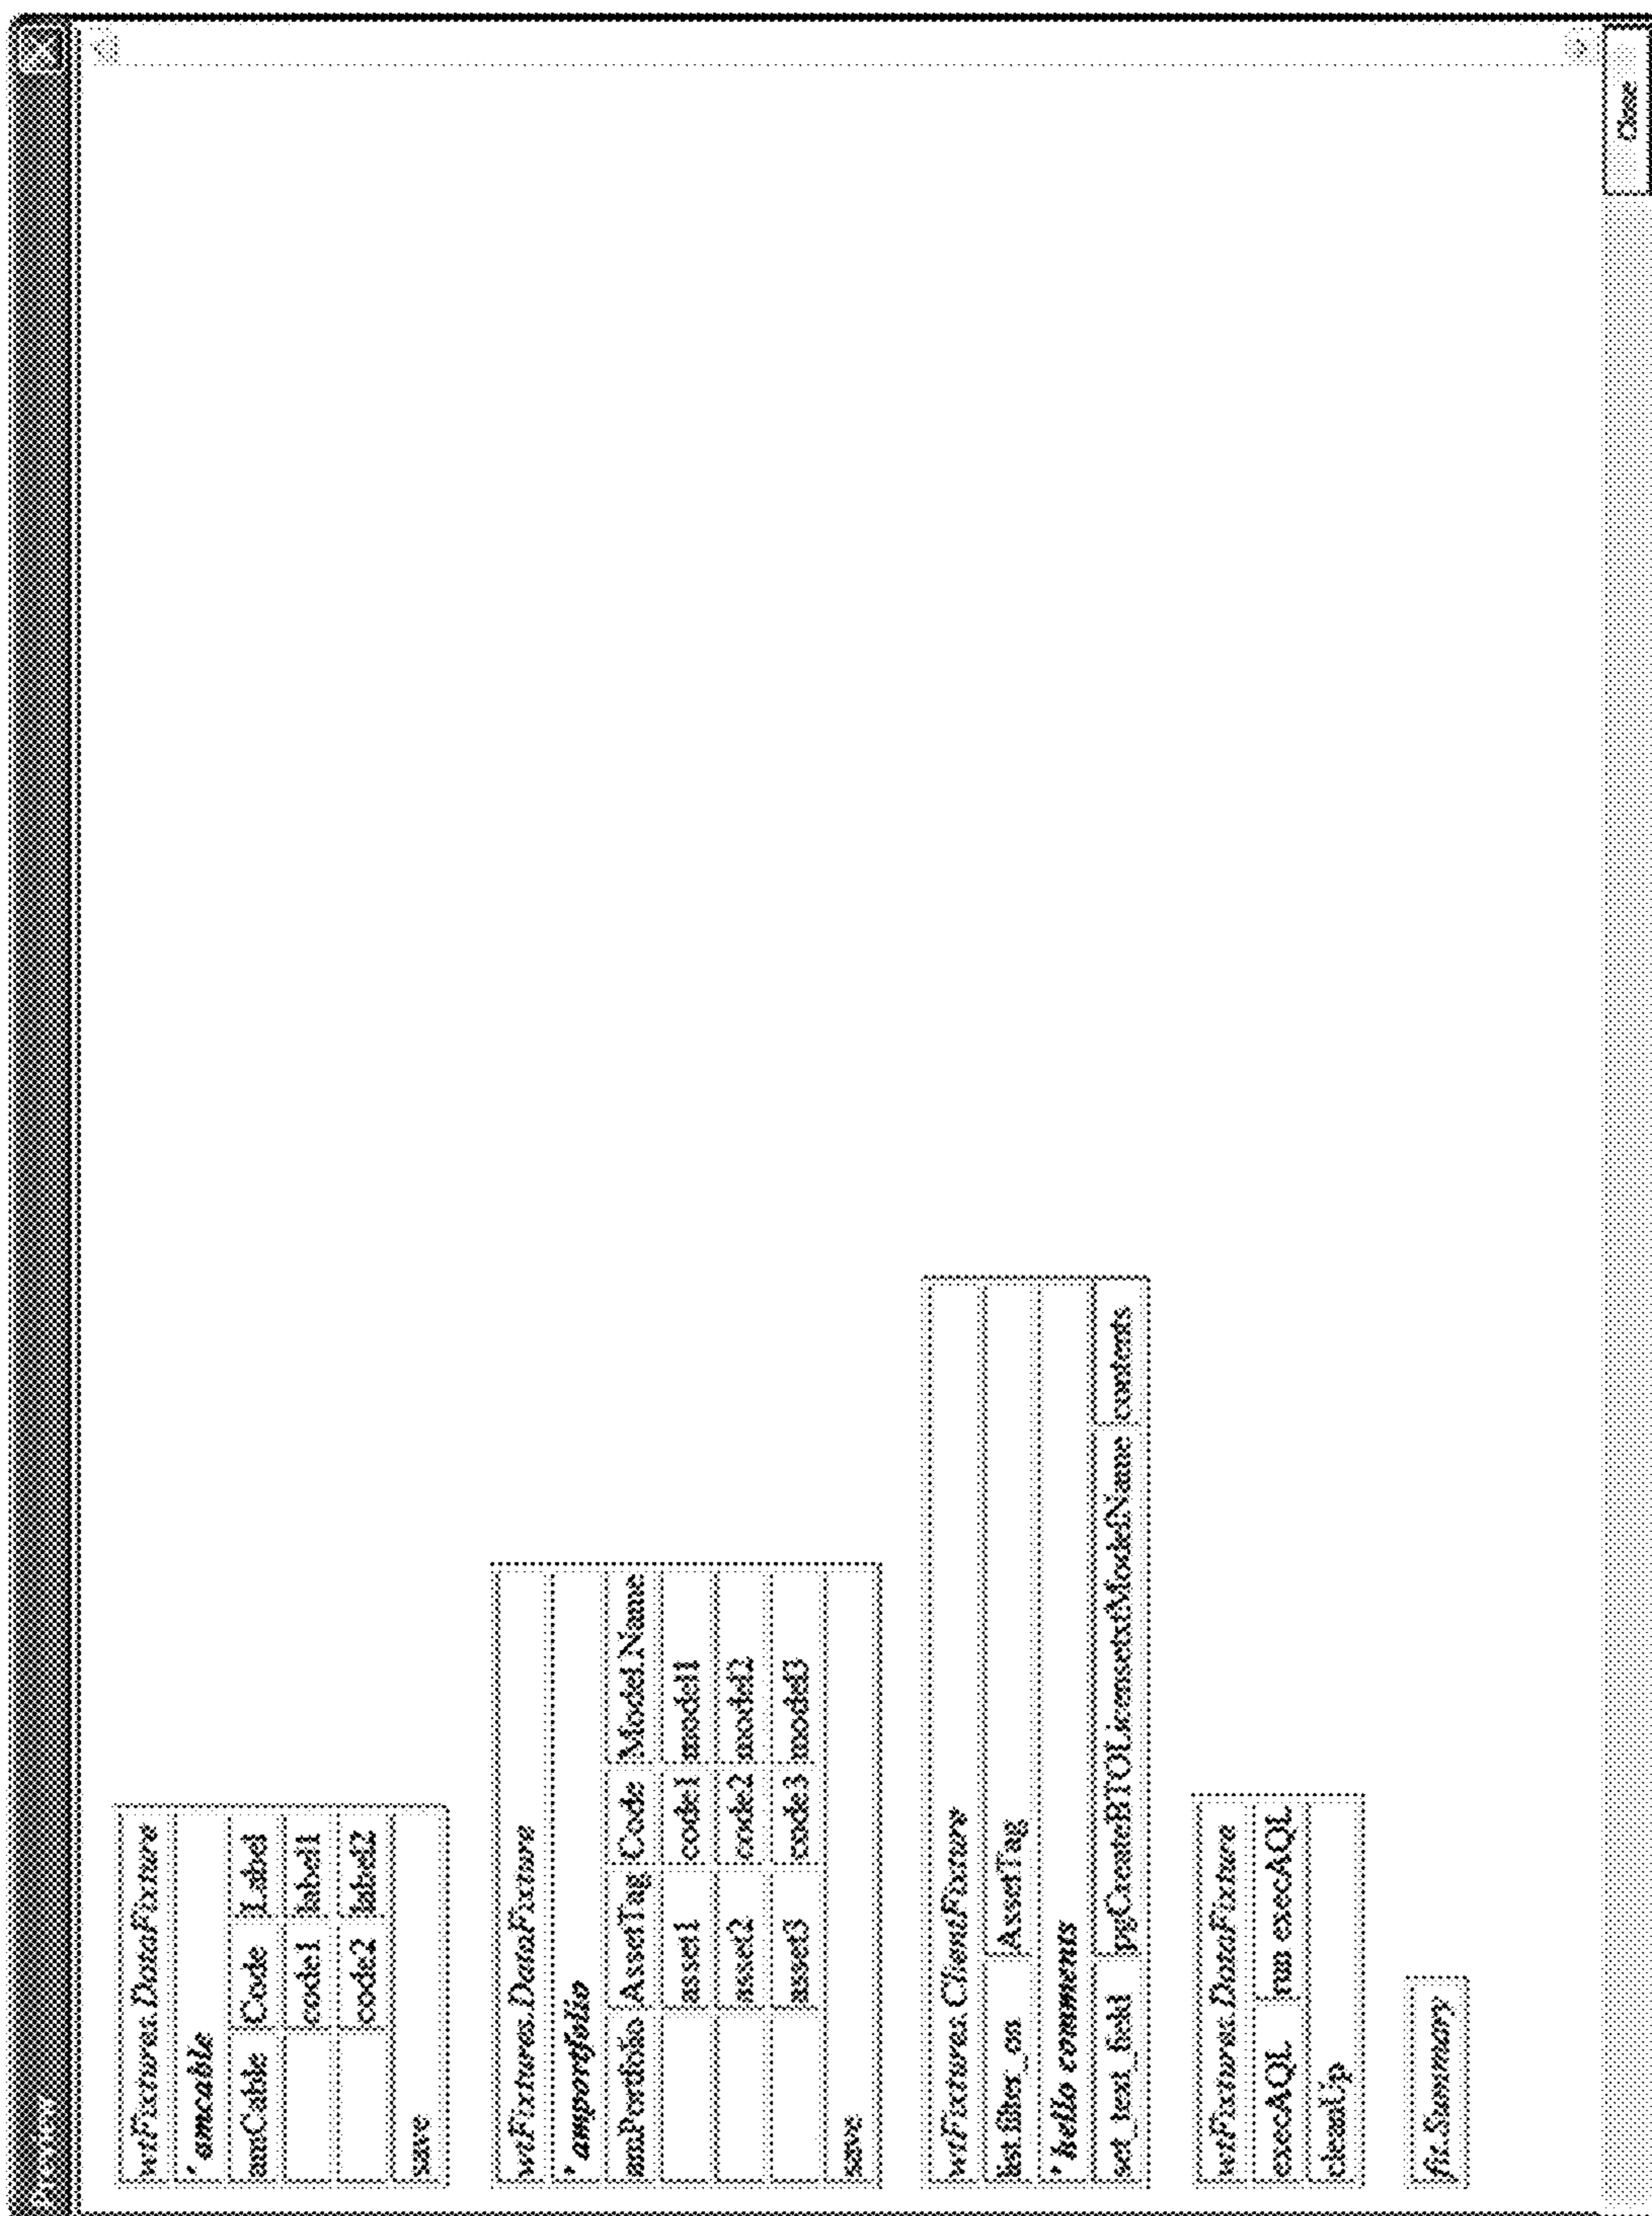 Preview
wtFixtures.DataFixture
' amcable
amCable Code Label
code1 label1
code2 label2
save
wtFixtures.DataFixture
' amportfolio
amPortfolio AssetTag Code Model.Name
asset1 code1 model1
asset2 code2 model2
asset3 code3 model3
save
wtFixtures.ClientFixture
list.filter_on AssetTag
' hello comments
set_text_field pgCreateBTOLicensetxtModelName contents
wtFixtures.DataFixture
execAQL run execAQL
cleanUp
fit.Summary
Close